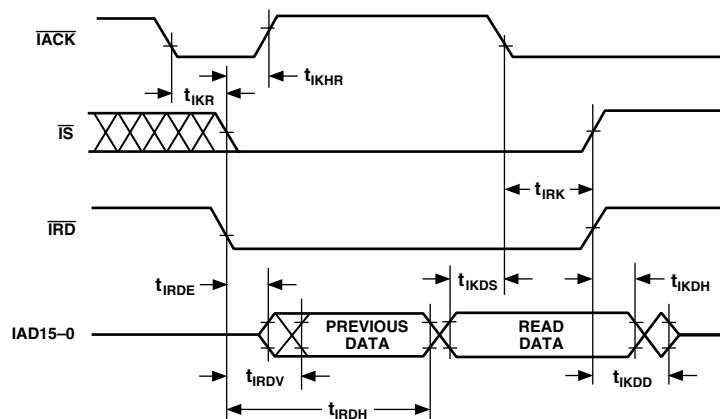 IACK
tIKR
tIKHR
IS
tIRK
IRD
tIRDE
tIKDS
tIKDH
IAD15–0
PREVIOUS
DATA
READ
DATA
tIRDV
tIKDD
tIRDH